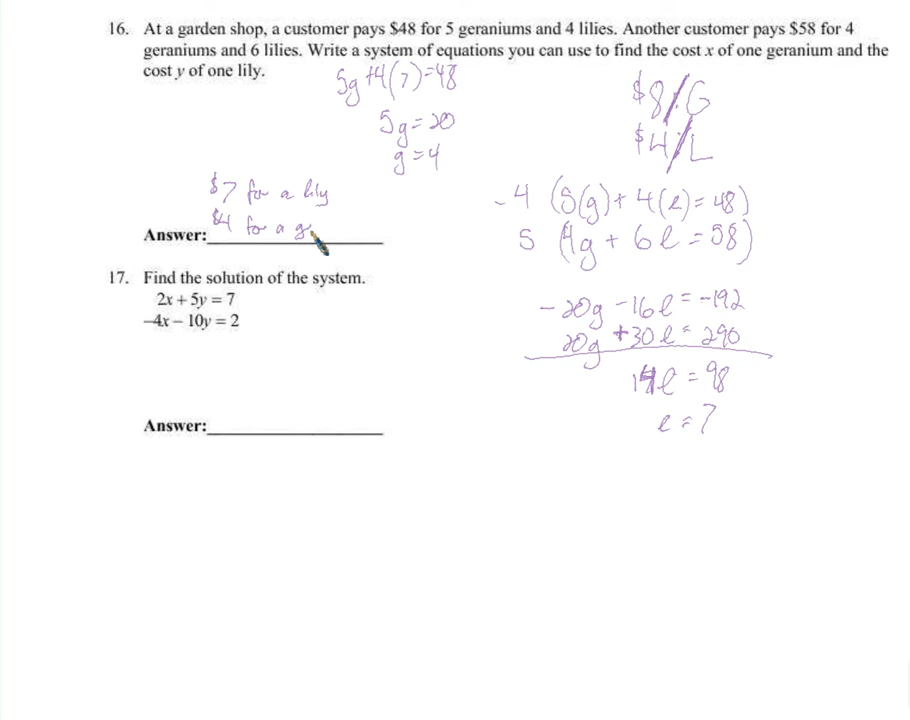 16. At a garden shop, a customer pays $48 for 5 geraniums and 4 lilies. Another customer pays $58 for 4
geraniums and 6 lilies. Write a system of equations you can use to find the cost x of one geranium and the
cost y of one lily.
5g +4(7)=48
5g=20
g=4
$8/G
$4/L
$7 for a lily
$4 for a g
Answer:
-4 (5(g)+4(l)=48)
5 (4g + 6l = 58)
-20g -16l = -192
20g +30l = 290
14l = 98
l = 7
17. Find the solution of the system.
2x + 5y = 7
–4x – 10y = 2
Answer: